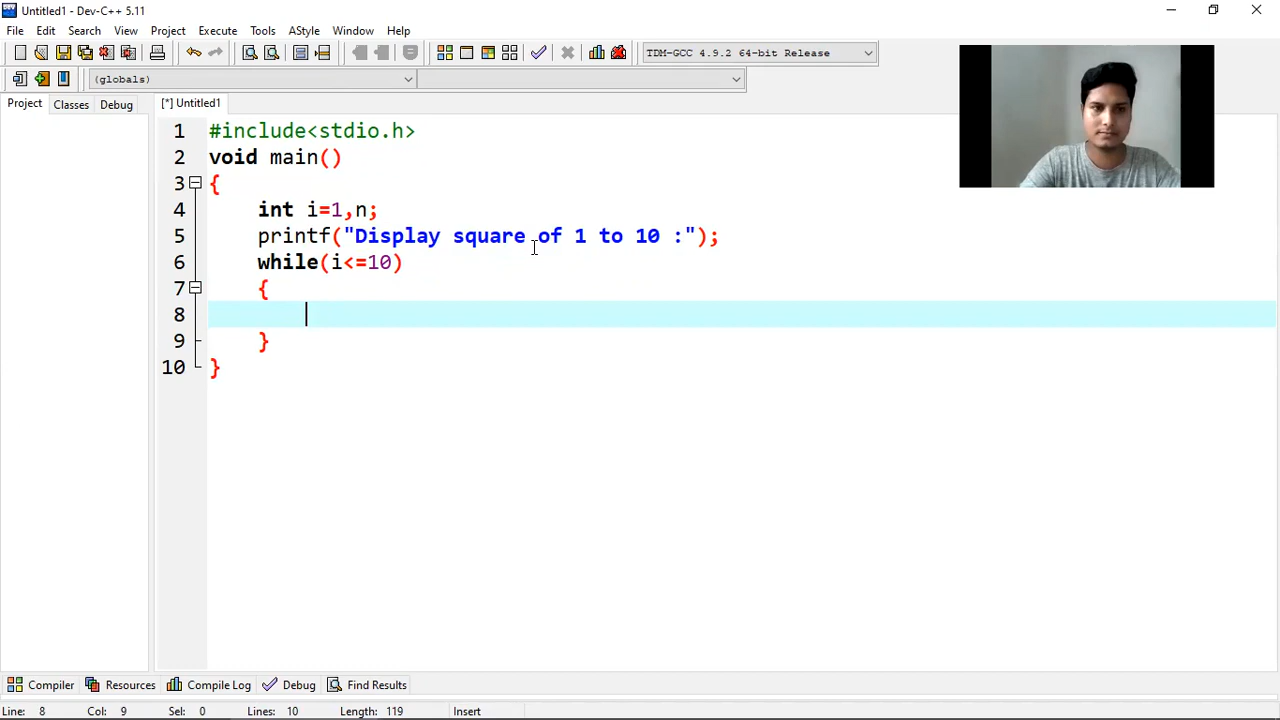 Untitled1 - Dev-C++ 5.11
File Edit Search View Project Execute Tools AStyle Window Help
TDM-GCC 4.9.2 64-bit Release
(globals)
Project Classes Debug [*] Untitled1
1 #include<stdio.h>
2 void main()
3 {
4 int i=1,n;
5 printf("Display square of 1 to 10 :");
6 while(i<=10)
7 {
8
9 }
10 }
Compiler Resources Compile Log Debug Find Results
Line: 8 Col: 9 Sel: 0 Lines: 10 Length: 119 Insert